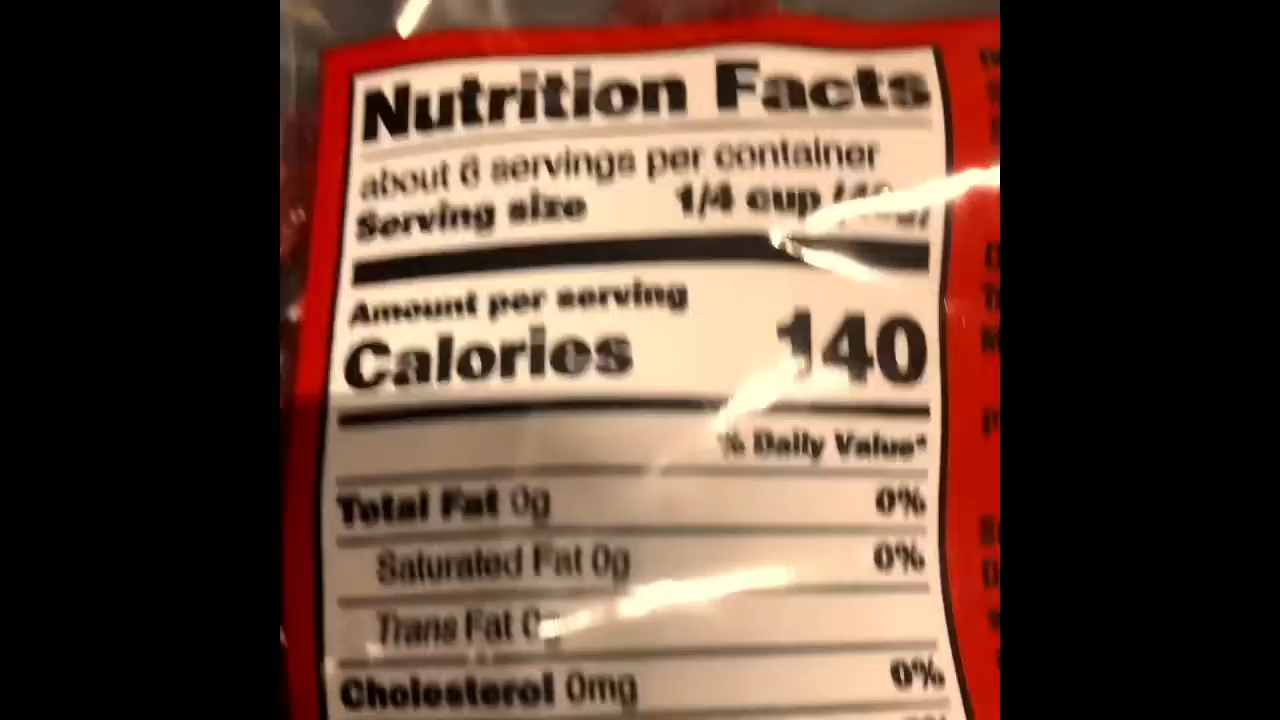 Nutrition Facts
about 6 servings per container
Serving size 1/4 cup
Amount per serving
Calories 140
% Daily Value*
Total Fat 0g 0%
Saturated Fat 0g 0%
Trans Fat
Cholesterol 0mg 0%